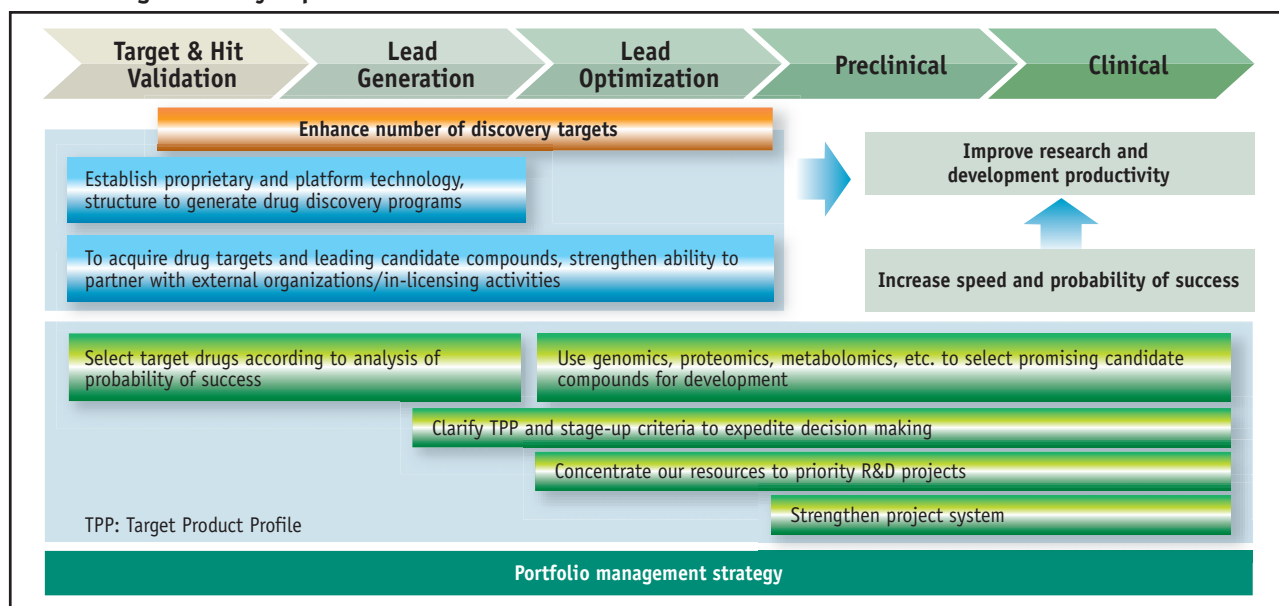 Target & Hit
Validation
Lead
Generation
Lead
Optimization
Preclinical
Clinical
Enhance number of discovery targets
Establish proprietary and platform technology,
structure to generate drug discovery programs
To acquire drug targets and leading candidate compounds, strengthen ability to
partner with external organizations/in-licensing activities
Improve research and
development productivity
Increase speed and probability of success
Select target drugs according to analysis of
probability of success
Use genomics, proteomics, metabolomics, etc. to select promising candidate
compounds for development
Clarify TPP and stage-up criteria to expedite decision making
Concentrate our resources to priority R&D projects
Strengthen project system
TPP: Target Product Profile
Portfolio management strategy